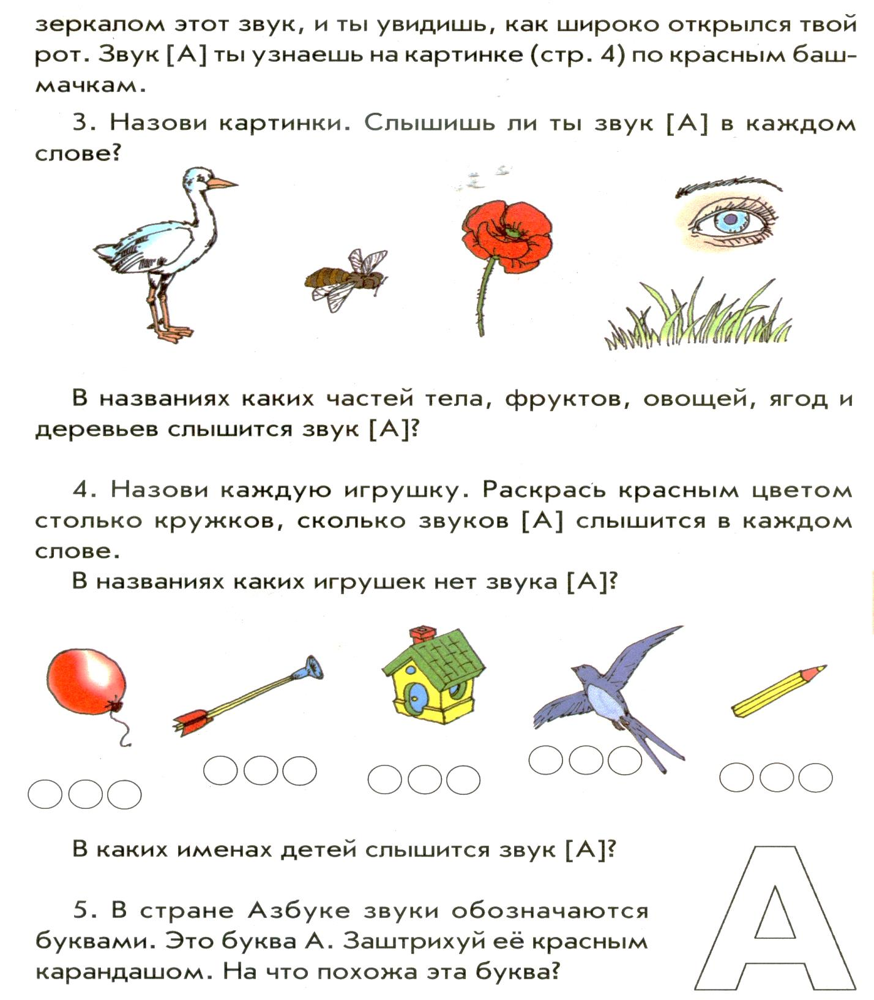 зеркалом этот звук, и ты увидишь, как широко открылся твой
рот. Звук [А] ты узнаешь на картинке (стр. 4) по красным баш-
мачкам.
3. Назови картинки. Слышишь ли ты звук [А] в каждом
слове?
В названиях каких частей тела, фруктов, овощей, ягод и
деревьев слышится звук [А]?
4. Назови каждую игрушку. Раскрась красным цветом
столько кружков, сколько звуков [А] слышится в каждом
слове.
В названиях каких игрушек нет звука [А]?
В каких именах детей слышится звук [А]?
5. В стране Азбуке звуки обозначаются
буквами. Это буква А. Заштрихуй её красным
карандашом. На что похожа эта буква?
А